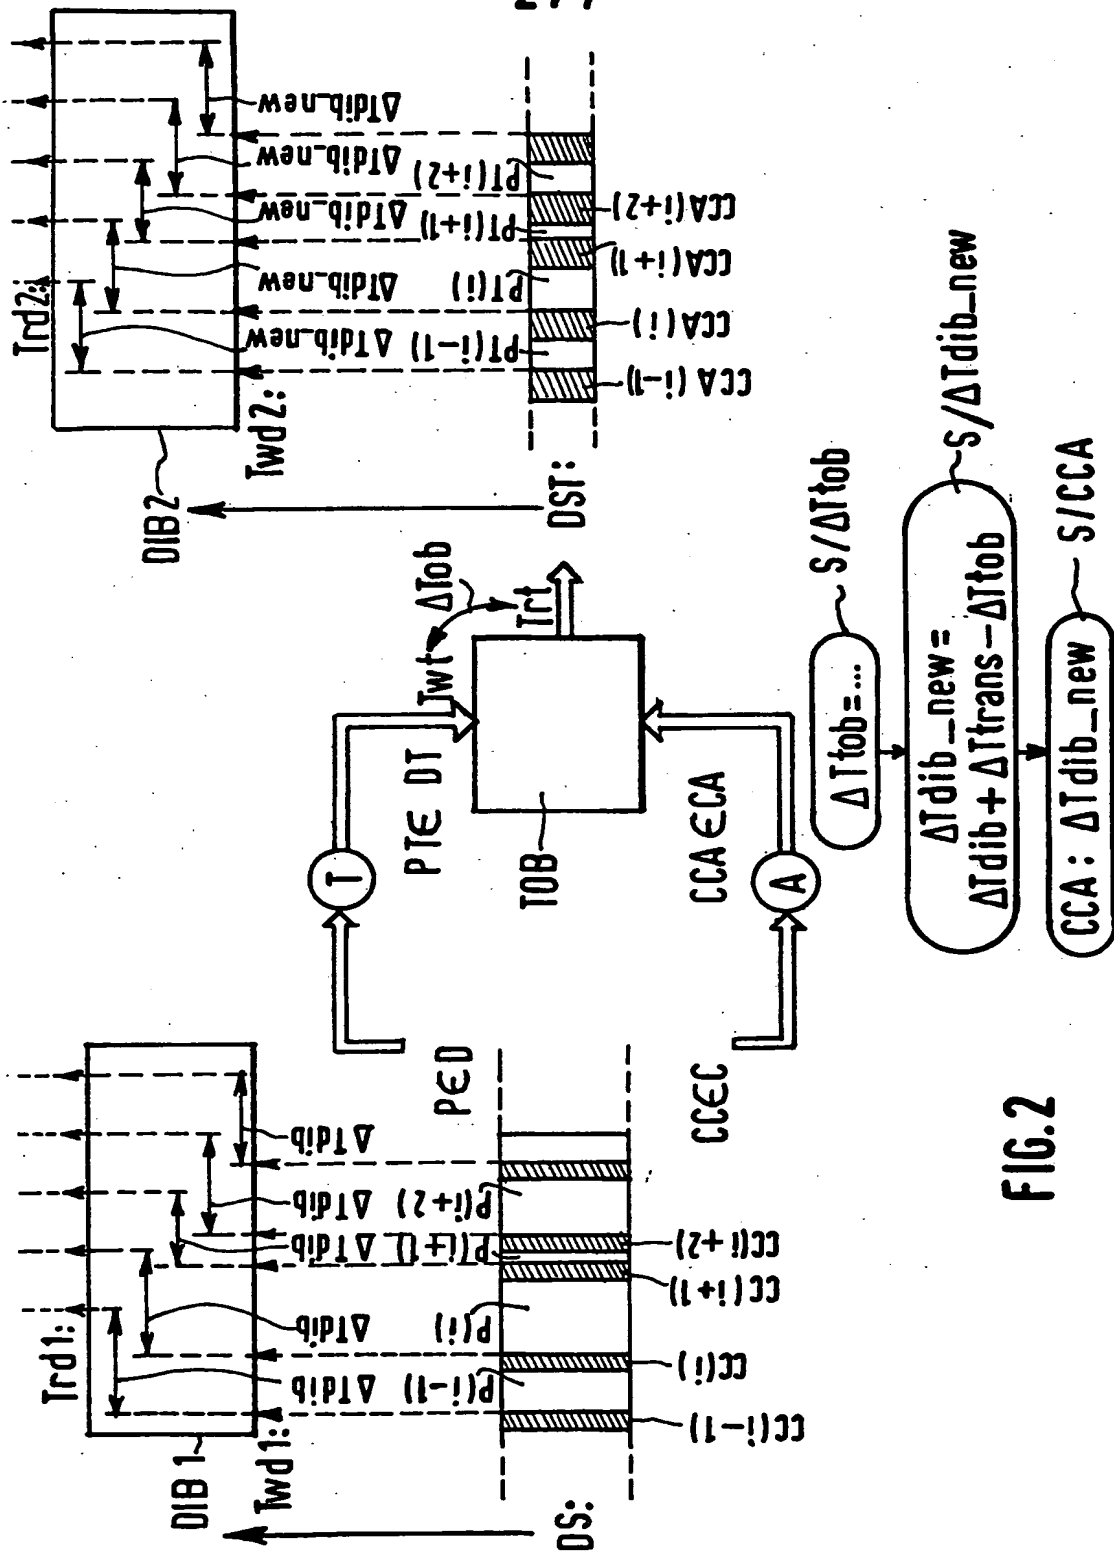 DIB 1
Trd1:
Twd1:
ΔTdib
ΔTdib
ΔTdib
ΔTdib
ΔTdib
DS:
P(i-1)
P(i)
P(i+1)
P(i+2)
CC(i-1)
CC(i)
CC(i+1)
CC(i+2)
P∈D
CC∈C
T
A
PT∈ DT
CCA∈CA
TOB
Twt
ΔTob
Trt
DIB2
Trd2:
Twd2:
ΔTdib_new
ΔTdib_new
ΔTdib_new
ΔTdib_new
ΔTdib_new
DST:
PT(i-1)
PT(i)
PT(i+1)
PT(i+2)
CCA(i-1)
CCA(i)
CCA(i+1)
CCA(i+2)
ΔTtob=...
S/ΔTtob
ΔTdib_new=
ΔTdib+ΔTtrans-ΔTtob
S/ΔTdib_new
CCA: ΔTdib_new
S/CCA
FIG.2